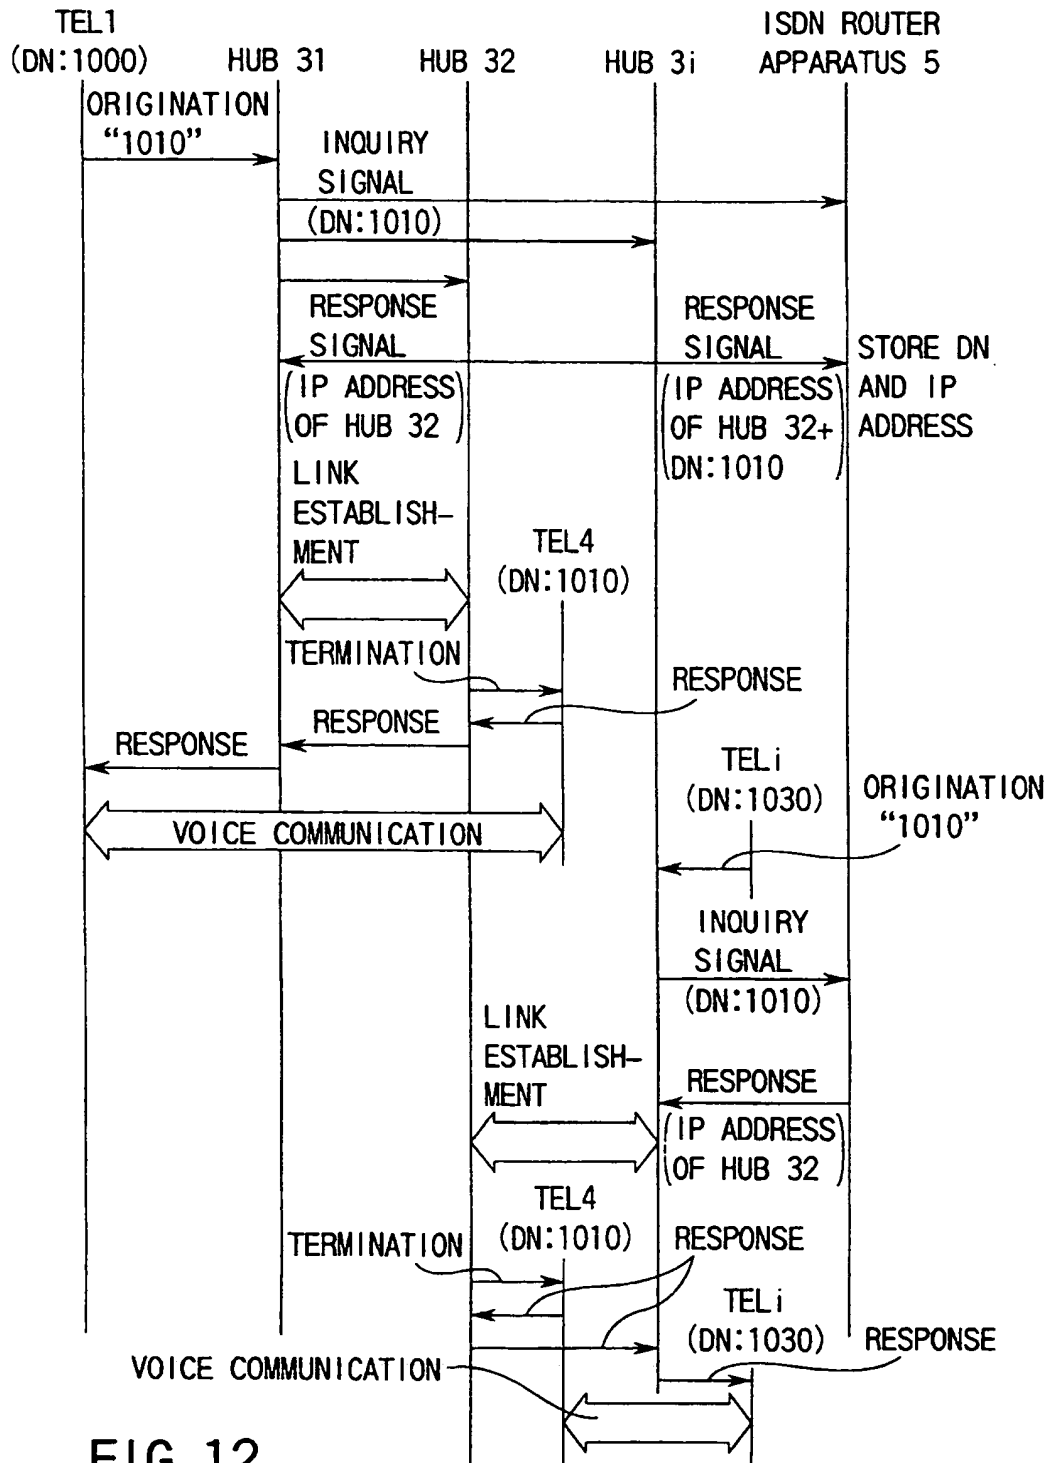 TEL1
(DN:1000)
HUB 31
HUB 32
HUB 3i
ISDN ROUTER
APPARATUS 5
ORIGINATION
“1010”
INQUIRY
SIGNAL
(DN:1010)
RESPONSE
SIGNAL
(IP ADDRESS
OF HUB 32)
RESPONSE
SIGNAL
(IP ADDRESS
OF HUB 32+
DN:1010)
STORE DN
AND IP
ADDRESS
LINK
ESTABLISH-
MENT
TEL4
(DN:1010)
TERMINATION
RESPONSE
RESPONSE
RESPONSE
VOICE COMMUNICATION
TELi
(DN:1030)
ORIGINATION
“1010”
INQUIRY
SIGNAL
(DN:1010)
LINK
ESTABLISH-
MENT
RESPONSE
(IP ADDRESS
OF HUB 32)
TEL4
(DN:1010)
TERMINATION
RESPONSE
TELi
(DN:1030)
RESPONSE
VOICE COMMUNICATION
FIG. 12